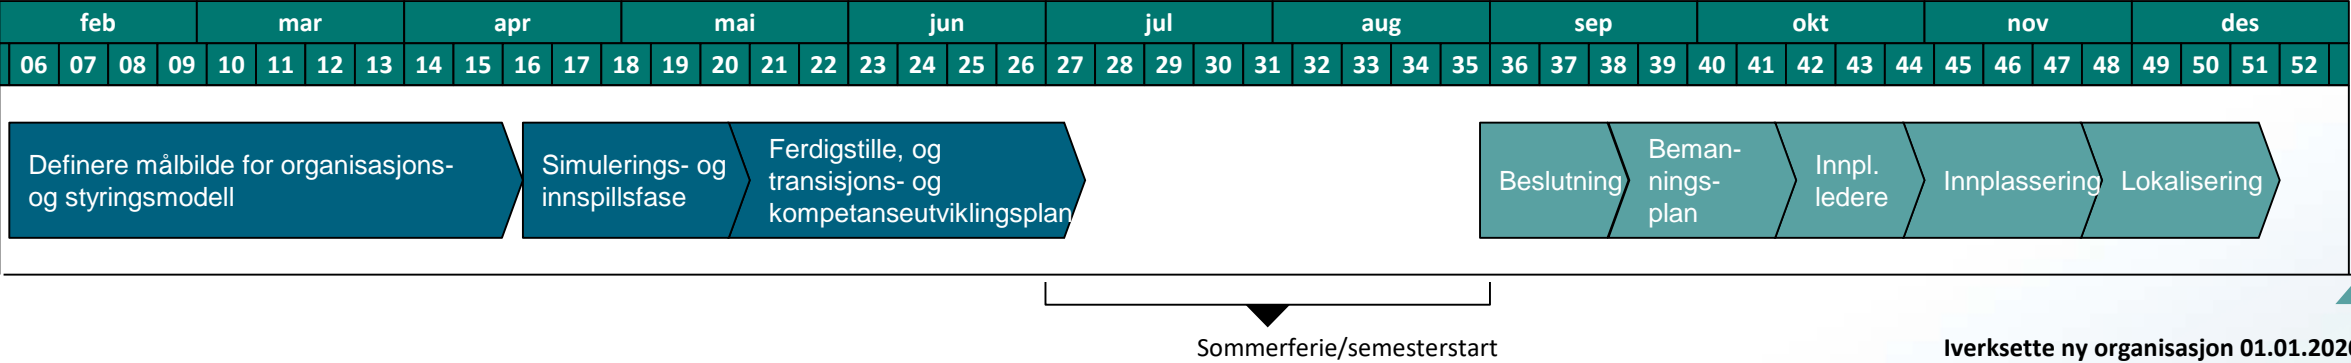 feb mar apr mai jun jul aug sep okt nov des
06 07 08 09 10 11 12 13 14 15 16 17 18 19 20 21 22 23 24 25 26 27 28 29 30 31 32 33 34 35 36 37 38 39 40 41 42 43 44 45 46 47 48 49 50 51 52
Definere målbilde for organisasjons-
og styringsmodell
Simulerings- og
innspillsfase
Ferdigstille, og
transisjons- og
kompetanseutviklingsplan
Beslutning
Beman-
nings-
plan
Innpl.
ledere
Innplassering
Lokalisering
Sommerferie/semesterstart
Iverksette ny organisasjon